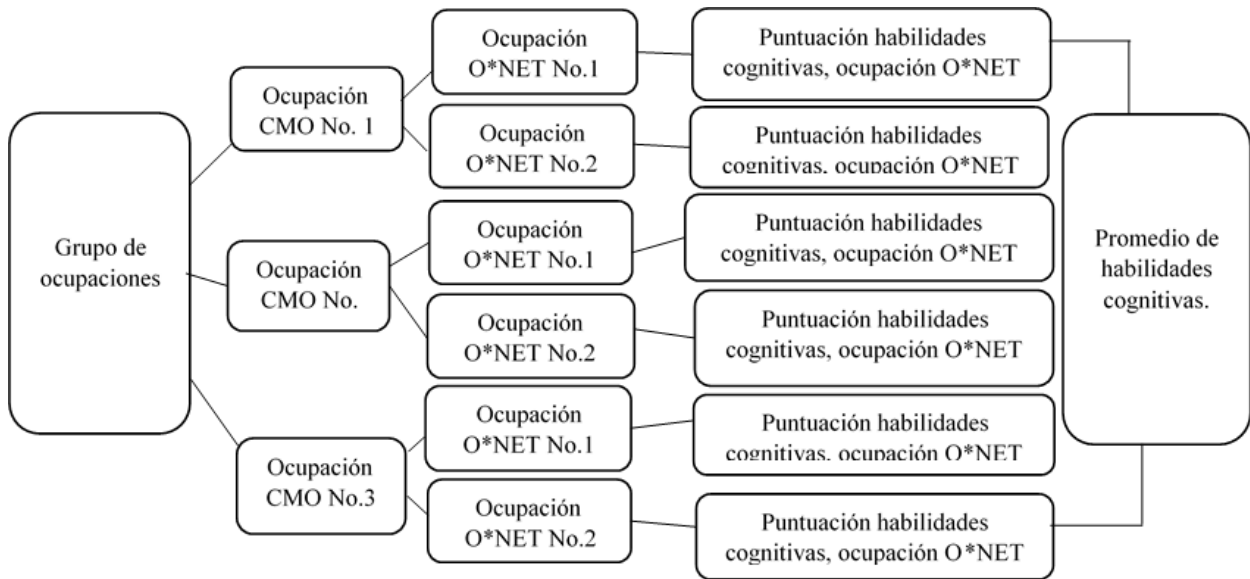 Grupo de
ocupaciones
Ocupación
CMO No. 1
Ocupación
O*NET No.1
Puntuación habilidades
cognitivas, ocupación O*NET
Ocupación
O*NET No.2
Puntuación habilidades
cognitivas, ocupación O*NET
Ocupación
CMO No.
Ocupación
O*NET No.1
Puntuación habilidades
cognitivas, ocupación O*NET
Ocupación
O*NET No.2
Puntuación habilidades
cognitivas, ocupación O*NET
Ocupación
CMO No.3
Ocupación
O*NET No.1
Puntuación habilidades
cognitivas, ocupación O*NET
Ocupación
O*NET No.2
Puntuación habilidades
cognitivas, ocupación O*NET
Promedio de
habilidades
cognitivas.